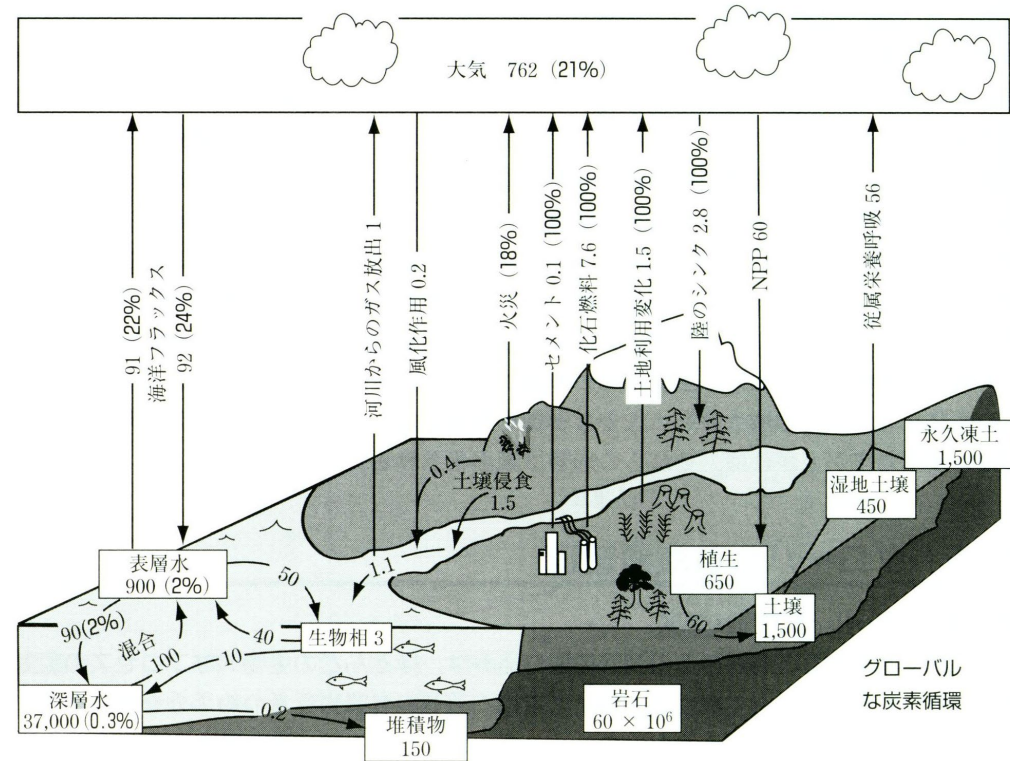 大気 762 (21%)
91 (22%)
海洋フラックス
92 (24%)
河川からのガス放出 1
風化作用 0.2
火災 (18%)
セメント 0.1 (100%)
化石燃料 7.6 (100%)
土地利用変化 1.5 (100%)
陸のシンク 2.8 (100%)
NPP 60
従属栄養呼吸 56
永久凍土
1,500
湿地土壌
450
0.4
土壌侵食
1.5
1.1
植生
650
60
土壌
1,500
表層水
900 (2%)
50
90(2%)
混合
100
40
10
生物相 3
深層水
37,000 (0.3%)
0.2
堆積物
150
岩石
60 × 10⁶
グローバル
な炭素循環